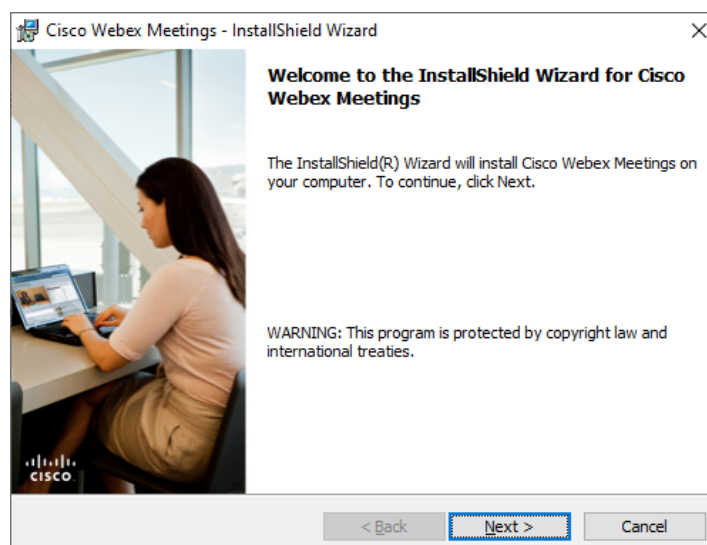 Cisco Webex Meetings - InstallShield Wizard
Welcome to the InstallShield Wizard for Cisco
Webex Meetings
The InstallShield(R) Wizard will install Cisco Webex Meetings on
your computer. To continue, click Next.
WARNING: This program is protected by copyright law and
international treaties.
CISCO
< Back
Next >
Cancel